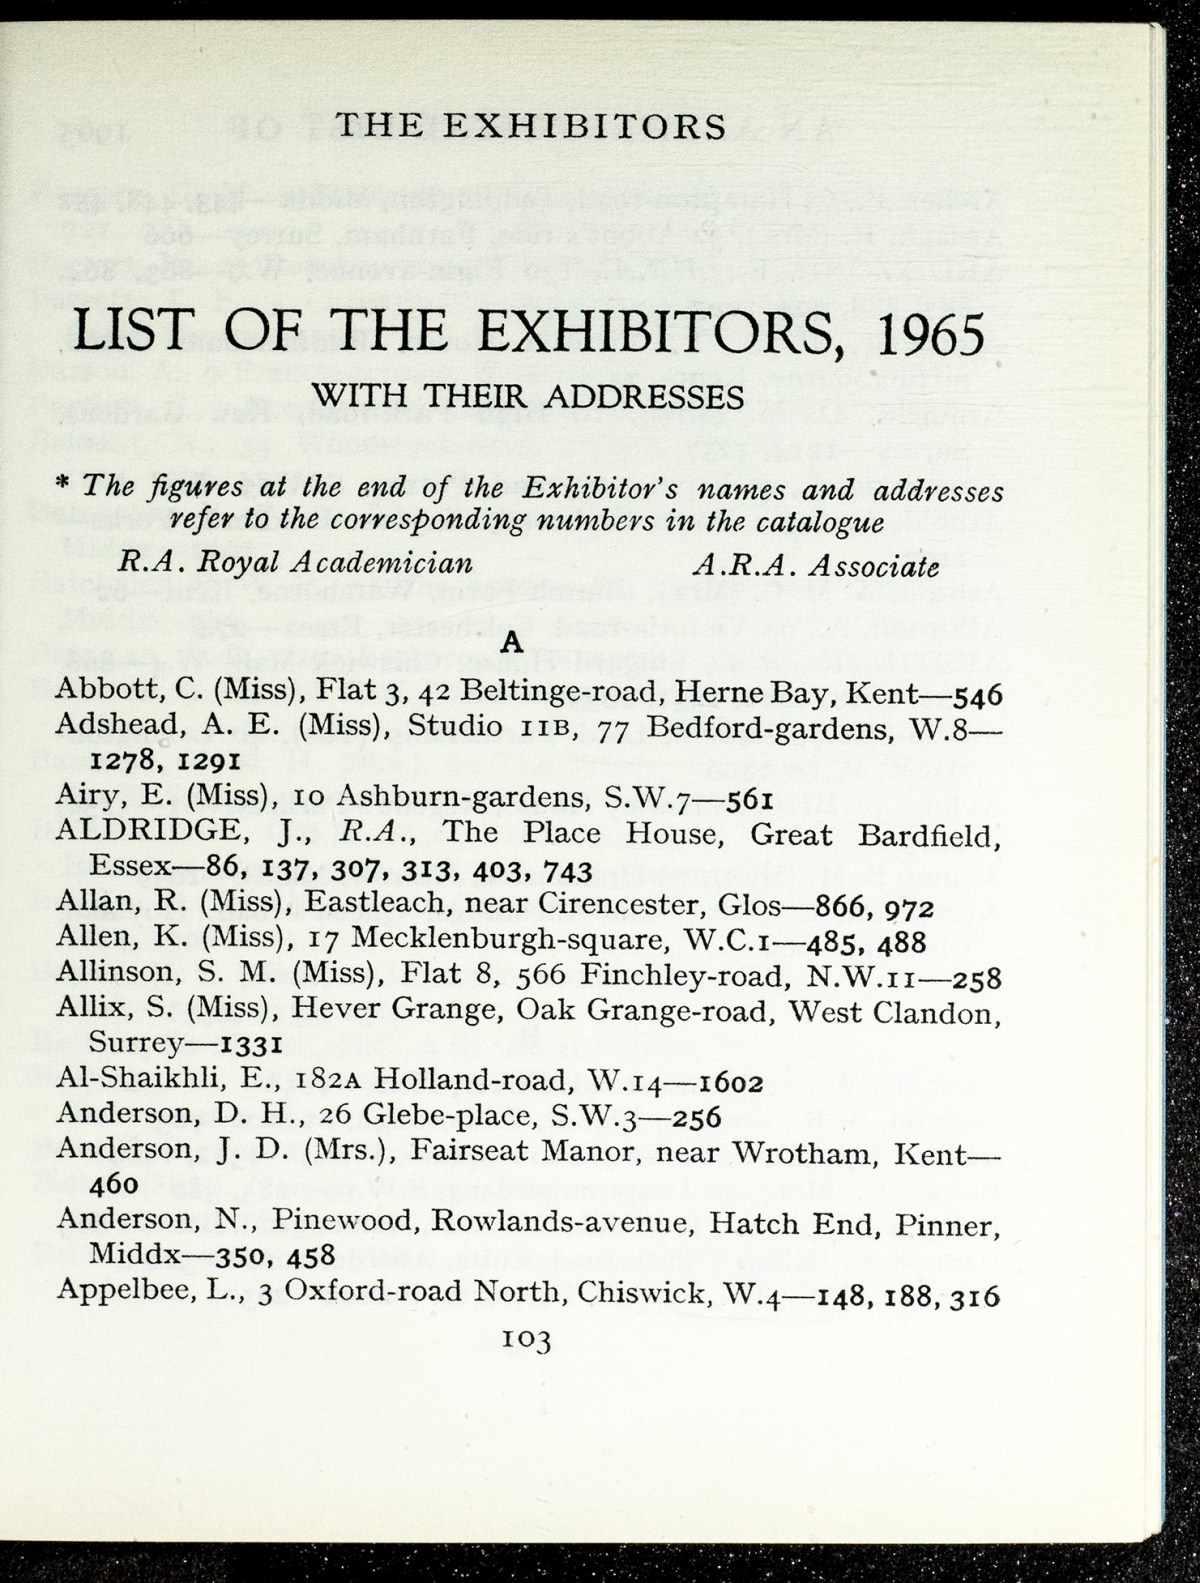 THE EXHIBITORS
LIST OF THE EXHIBITORS, 1965
WITH THEIR ADDRESSES
* The figures at the end of the Exhibitor's names and addresses
refer to the corresponding numbers in the catalogue
R.A. Royal Academician A.R.A. Associate
A
Abbott, C. (Miss), Flat 3, 42 Beltinge-road, Herne Bay, Kent—546
Adshead, A. E. (Miss), Studio 11B, 77 Bedford-gardens, W.8—
1278, 1291
Airy, E. (Miss), 10 Ashburn-gardens, S.W.7—561
ALDRIDGE, J., R.A., The Place House, Great Bardfield,
Essex—86, 137, 307, 313, 403, 743
Allan, R. (Miss), Eastleach, near Cirencester, Glos—866, 972
Allen, K. (Miss), 17 Mecklenburgh-square, W.C.1—485, 488
Allinson, S. M. (Miss), Flat 8, 566 Finchley-road, N.W.11—258
Allix, S. (Miss), Hever Grange, Oak Grange-road, West Clandon,
Surrey—1331
Al-Shaikhli, E., 182A Holland-road, W.14—1602
Anderson, D. H., 26 Glebe-place, S.W.3—256
Anderson, J. D. (Mrs.), Fairseat Manor, near Wrotham, Kent—
460
Anderson, N., Pinewood, Rowlands-avenue, Hatch End, Pinner,
Middx—350, 458
Appelbee, L., 3 Oxford-road North, Chiswick, W.4—148, 188, 316
103